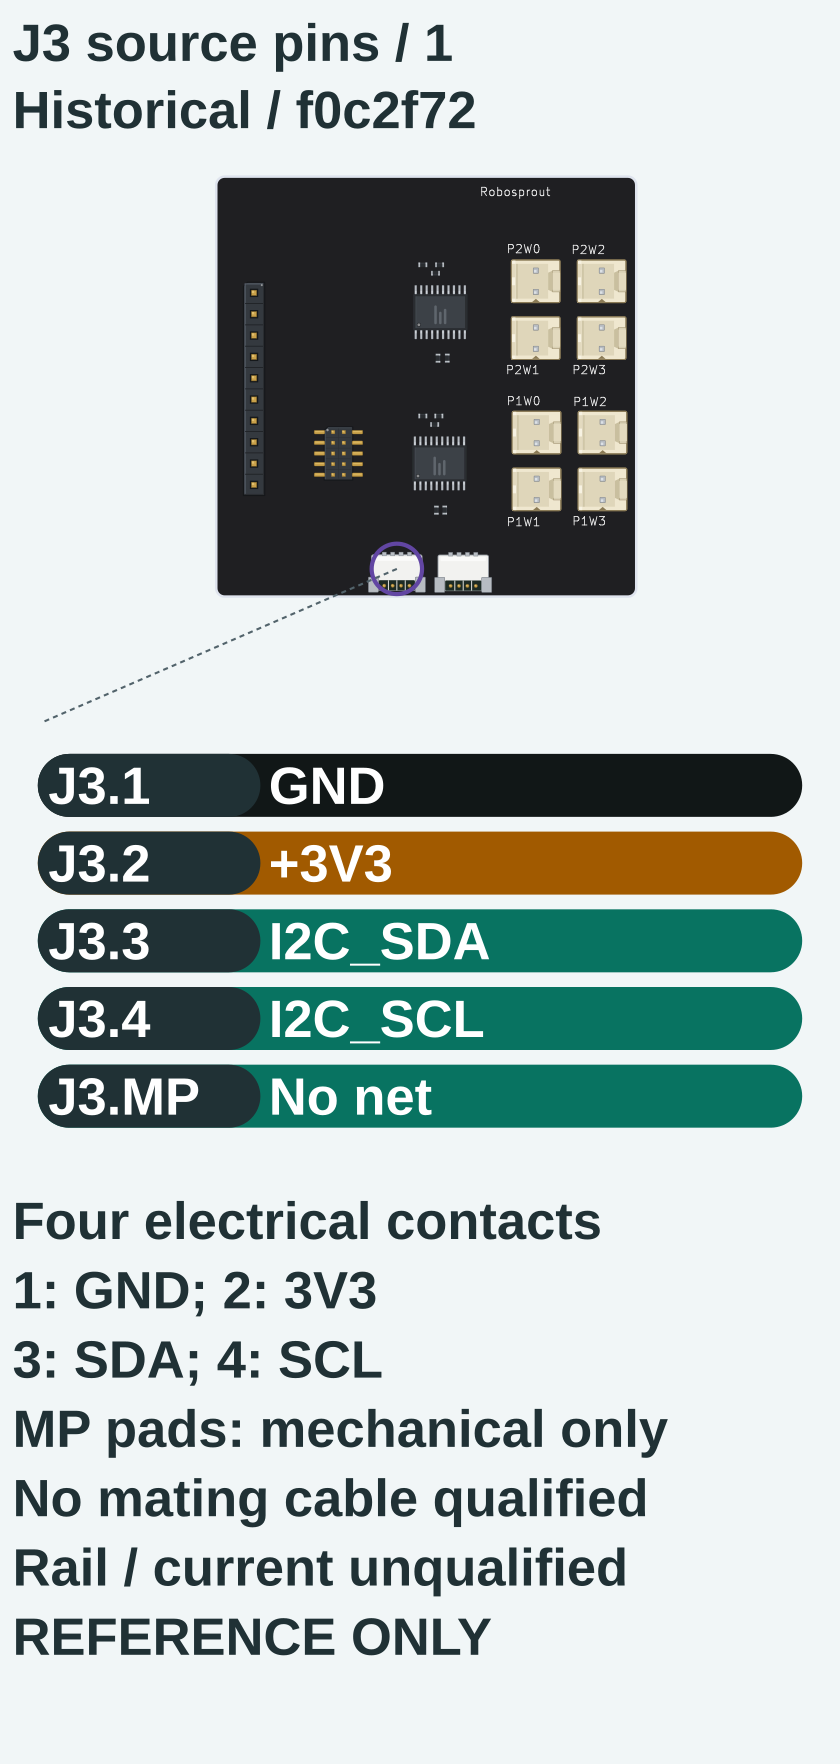 J3 source pins / 1
Historical / f0c2f72
Robosprout
P2W0 P2W2
P2W1 P2W3
P1W0 P1W2
P1W1 P1W3
J3.1 GND
J3.2 +3V3
J3.3 I2C_SDA
J3.4 I2C_SCL
J3.MP No net
Four electrical contacts
1: GND; 2: 3V3
3: SDA; 4: SCL
MP pads: mechanical only
No mating cable qualified
Rail / current unqualified
REFERENCE ONLY